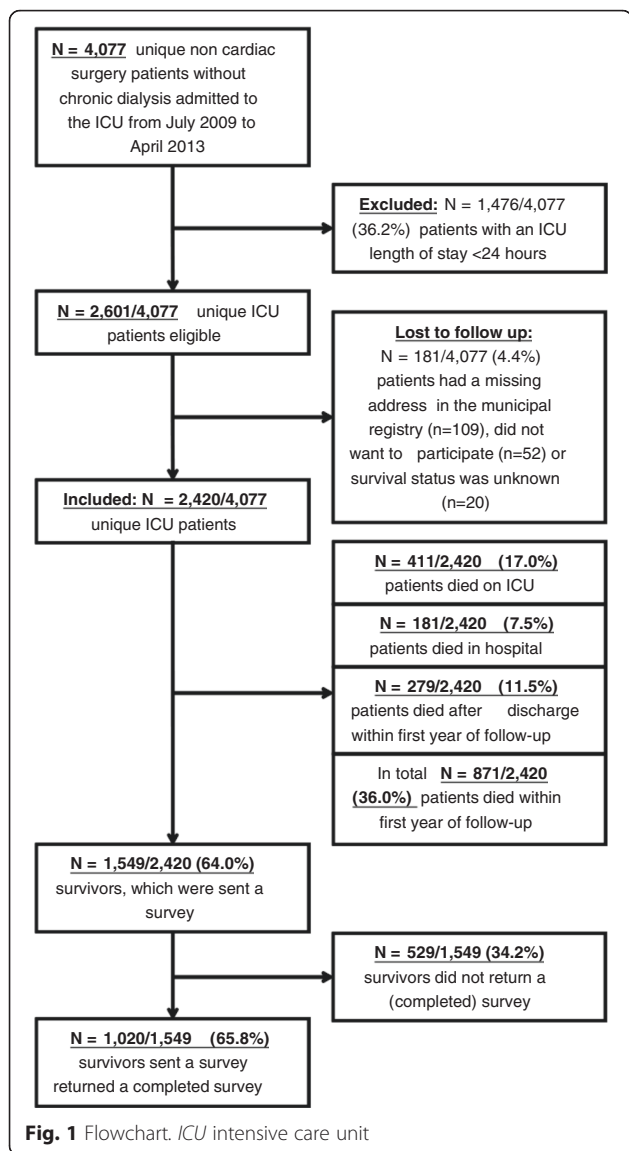 N = 4,077 unique non cardiac
surgery patients without
chronic dialysis admitted to
the ICU from July 2009 to
April 2013
Excluded: N = 1,476/4,077
(36.2%) patients with an ICU
length of stay <24 hours
N = 2,601/4,077 unique ICU
patients eligible
Lost to follow up:
N = 181/4,077 (4.4%)
patients had a missing
address in the municipal
registry (n=109), did not
want to participate (n=52) or
survival status was unknown
(n=20)
Included: N = 2,420/4,077
unique ICU patients
N = 411/2,420 (17.0%)
patients died on ICU
N = 181/2,420 (7.5%)
patients died in hospital
N = 279/2,420 (11.5%)
patients died after discharge
within first year of follow-up
In total N = 871/2,420
(36.0%) patients died within
first year of follow-up
N = 1,549/2,420 (64.0%)
survivors, which were sent a
survey
N = 529/1,549 (34.2%)
survivors did not return a
(completed) survey
N = 1,020/1,549 (65.8%)
survivors sent a survey
returned a completed survey
Fig. 1 Flowchart. ICU intensive care unit